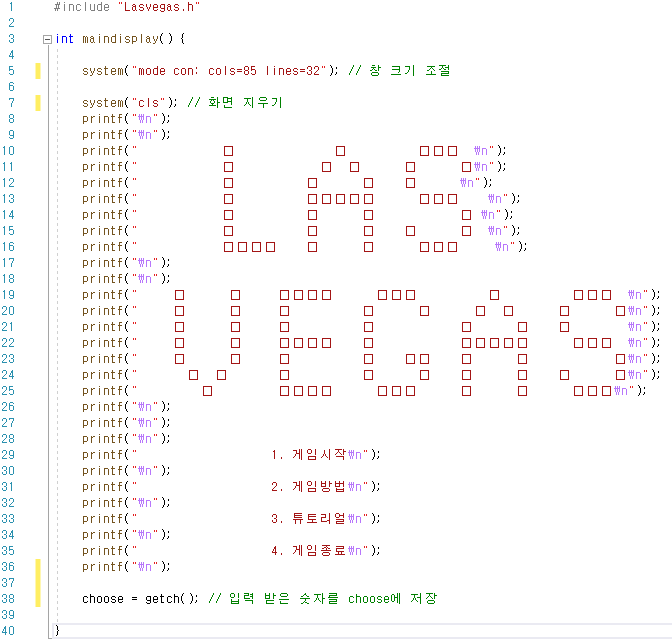 1 #include "Lasvegas.h"
2
3 int maindisplay() {
4
5 system("mode con: cols=85 lines=32"); // 창 크기 조절
6
7 system("cls"); // 화면 지우기
8 printf("₩n");
9 printf("₩n");
10 printf("             □               □           □□□  ₩n");
11 printf("             □             □  □       □       □₩n");
12 printf("             □           □       □     □      ₩n");
13 printf("             □           □□□□□      □□□    ₩n");
14 printf("             □           □       □             □ ₩n");
15 printf("             □           □       □     □       □  ₩n");
16 printf("             □□□□     □       □       □□□     ₩n");
17 printf("₩n");
18 printf("₩n");
19 printf("      □       □      □□□□       □□□           □           □□□  ₩n");
20 printf("      □       □      □           □       □       □  □       □       □₩n");
21 printf("      □       □      □           □             □       □     □        ₩n");
22 printf("      □       □      □□□□     □             □□□□□       □□□  ₩n");
23 printf("      □       □      □           □     □□     □       □             □₩n");
24 printf("        □   □        □           □       □     □       □     □       □₩n");
25 printf("          □          □□□□       □□□       □       □       □□□₩n");
26 printf("₩n");
27 printf("₩n");
28 printf("₩n");
29 printf("                   1. 게임시작₩n");
30 printf("₩n");
31 printf("                   2. 게임방법₩n");
32 printf("₩n");
33 printf("                   3. 튜토리얼₩n");
34 printf("₩n");
35 printf("                   4. 게임종료₩n");
36 printf("₩n");
37
38 choose = getch(); // 입력 받은 숫자를 choose에 저장
39
40 }